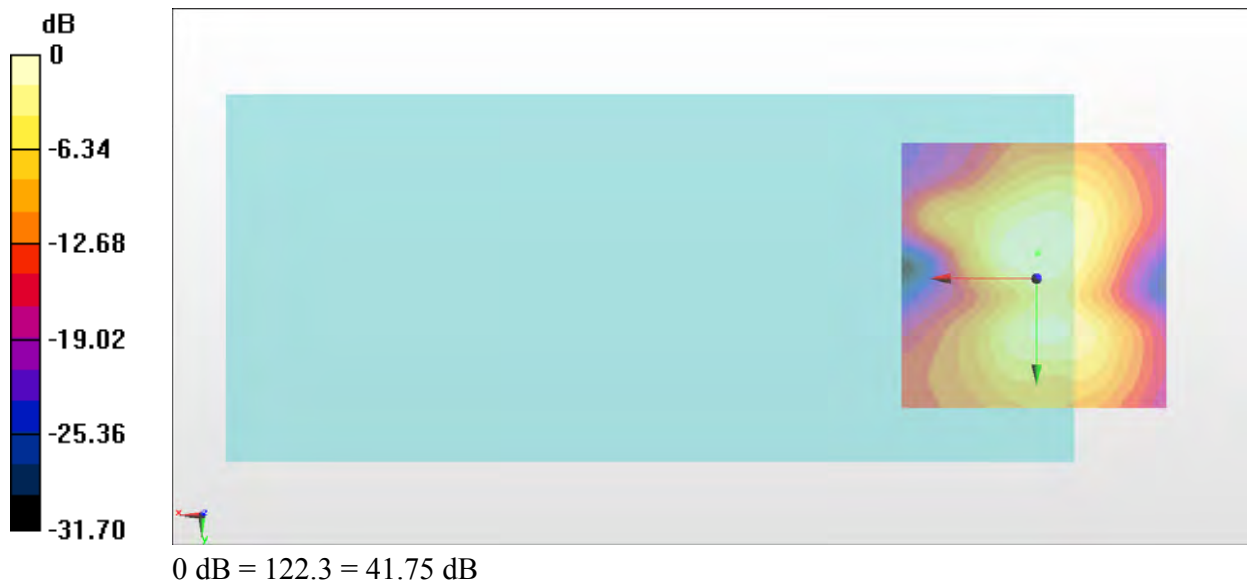 dB
0
-6.34
-12.68
-19.02
-25.36
-31.70
x
z
y
0 dB = 122.3 = 41.75 dB